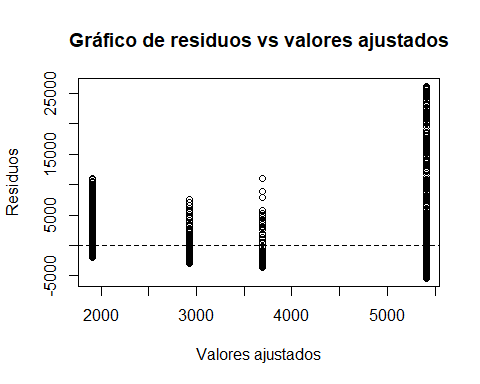 Gráfico de residuos vs valores ajustados
Residuos
25000
15000
5000
-5000
2000 3000 4000 5000
Valores ajustados